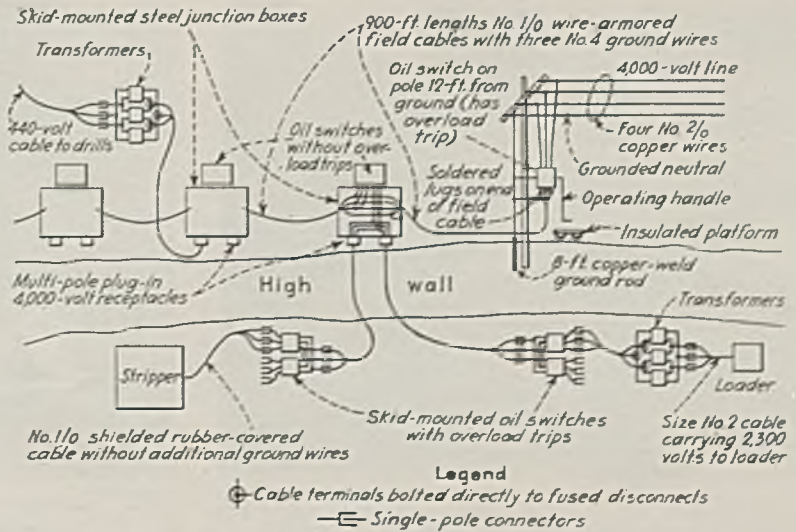 Skid-mounted steel junction boxes
Transformers
900-ft. lengths No. 1/0 wire-armored
field cables with three No. 4 ground wires
Oil switch on
pole 12-ft. from
ground (has
overload
trip)
4,000-volt line
Four No. 2/0
copper wires
Grounded neutral
440-volt
cable to drills
Oil switches
without over-
load trips
Soldered
lugs on end
of field
cable
Operating handle
Insulated platform
8-ft. copper-weld
ground rod
Multi-pole plug-in
4,000-volt receptacles
High wall
Transformers
Stripper
Loader
Skid-mounted oil switches
with overload trips
No. 1/0 shielded rubber-covered
cable without additional ground wires
Size No. 2 cable
carrying 2,300
volts to loader
Legend
Cable terminals bolted directly to fused disconnects
Single-pole connectors